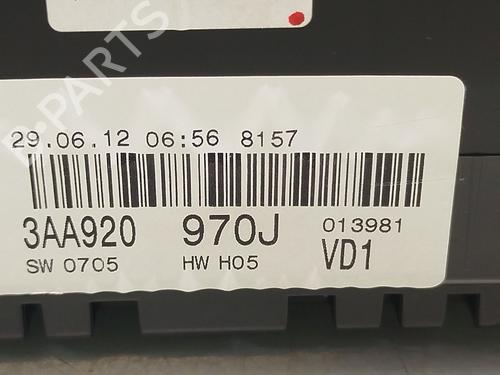 B-PARTS
29.06.12 06:56 8157
3AA920 970J 013981
SW 0705 HW H05 VD1